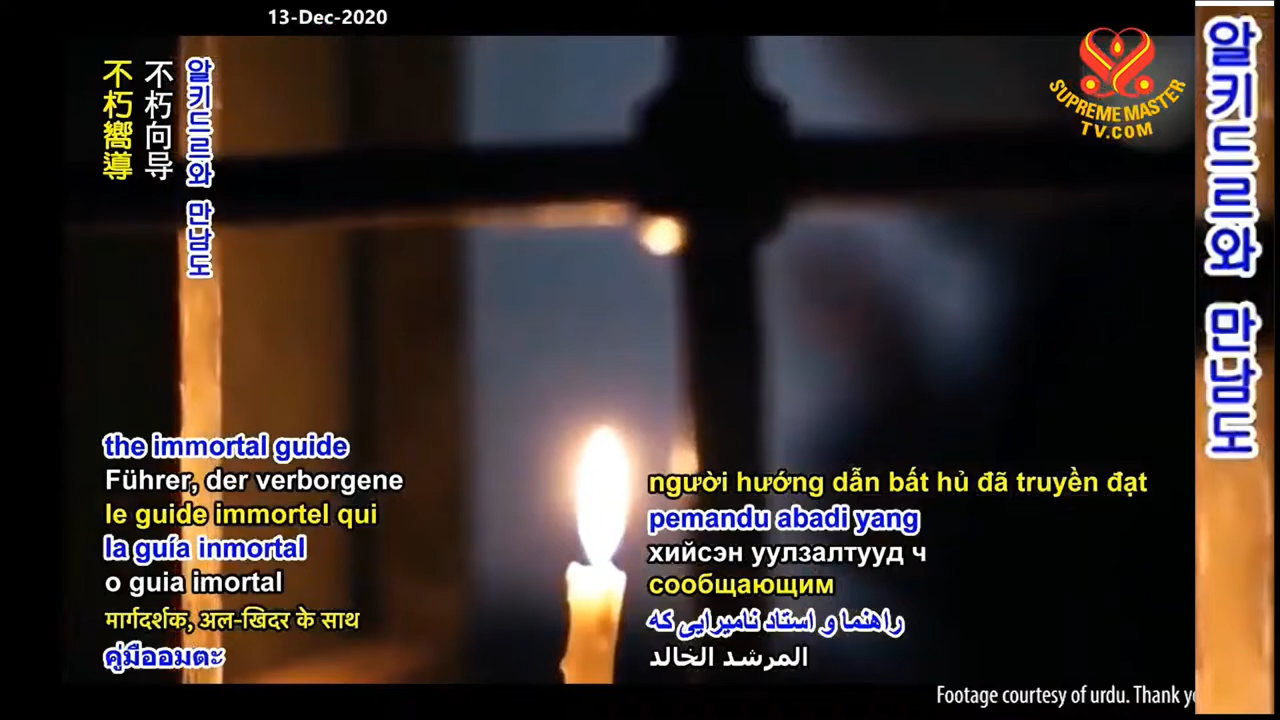 13-Dec-2020
不朽嚮導
不朽向导
알키드르와 만남도
SUPREME MASTER
TV.COM
알키드르와 만남도
the immortal guide
Führer, der verborgene
le guide immortel qui
la guía inmortal
o guia imortal
मार्गदर्शक, अल-खिदर के साथ
คู่มืออมตะ
người hướng dẫn bất hủ đã truyền đạt
pemandu abadi yang
хийсэн уулзалтууд ч
сообщающим
راهنما و استاد نامیرایی که
المرشد الخالد
Footage courtesy of urdu. Thank